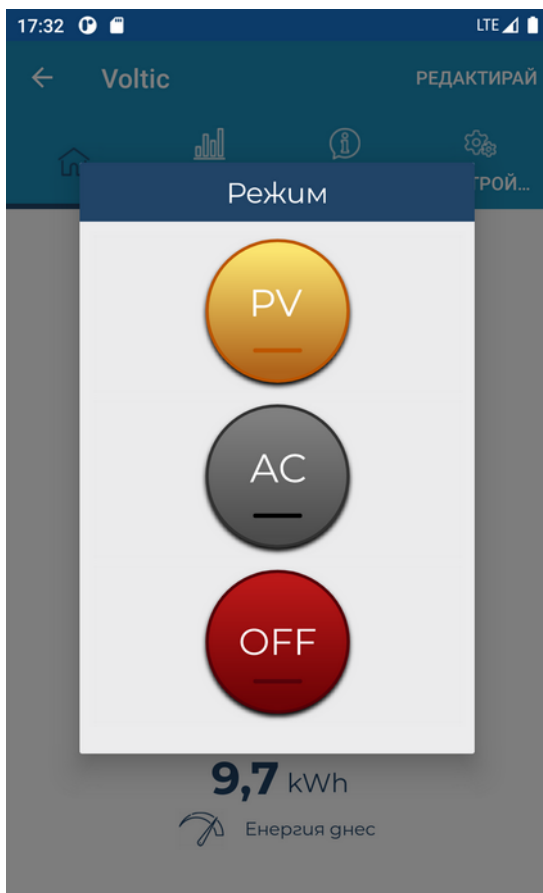 17:32 LTE
Voltic РЕДАКТИРАЙ
ТРОЙ...
Режим
PV
AC
OFF
9,7 kWh
Енергия днес